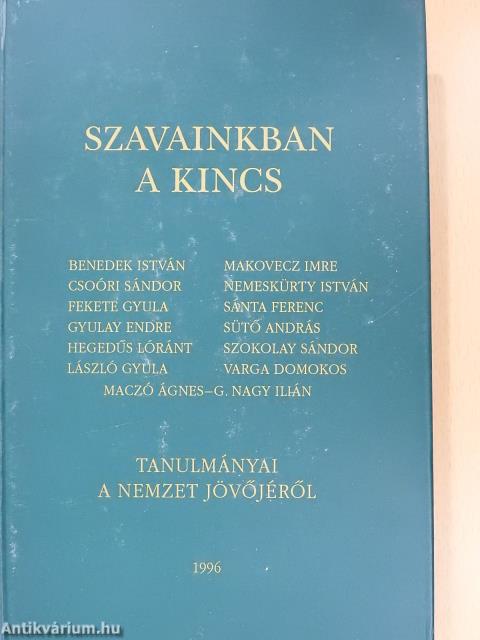 SZAVAINKBAN
A KINCS
BENEDEK ISTVÁN
CSOÓRI SÁNDOR
FEKETE GYULA
GYULAY ENDRE
HEGEDŰS LÓRÁNT
LÁSZLÓ GYULA
MAKOVECZ IMRE
NEMESKÜRTY ISTVÁN
SÁNTA FERENC
SÜTŐ ANDRÁS
SZOKOLAY SÁNDOR
VARGA DOMOKOS
MACZÓ ÁGNES–G. NAGY ILIÁN
TANULMÁNYAI
A NEMZET JÖVŐJÉRŐL
1996
Antikvárium.hu